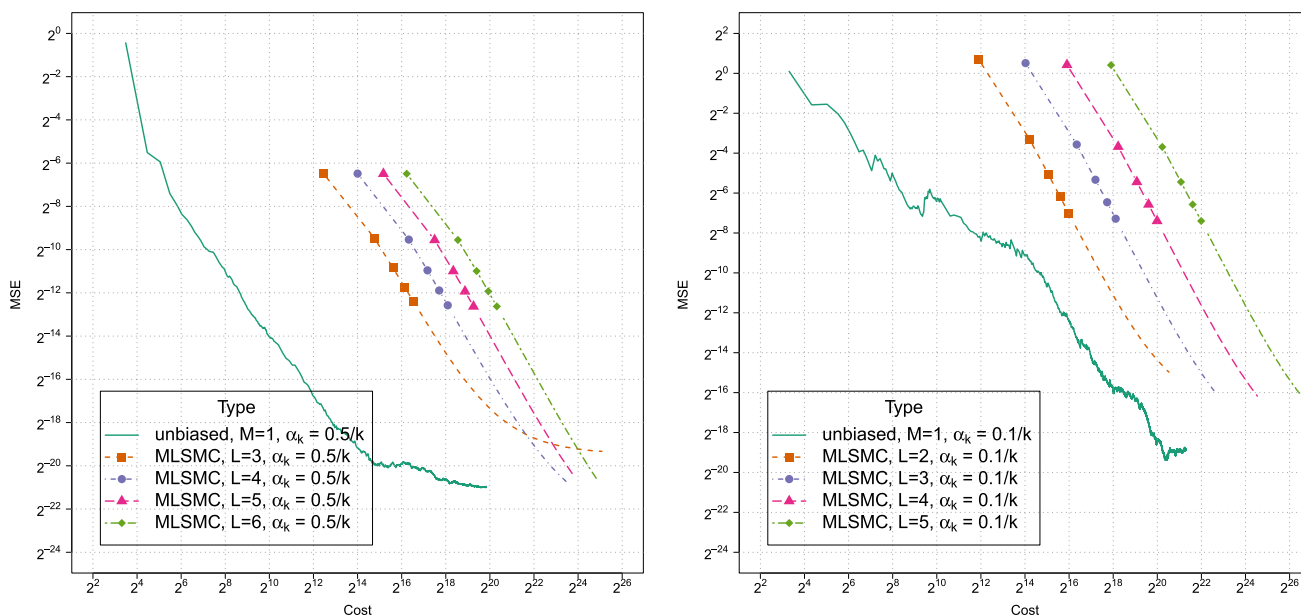 2^0
2^−2
2^−4
2^−6
2^−8
2^−10
2^−12
2^−14
2^−16
2^−18
2^−20
2^−22
2^−24
MSE
Type
unbiased, M=1, α_k = 0.5/k
MLSMC, L=3, α_k = 0.5/k
MLSMC, L=4, α_k = 0.5/k
MLSMC, L=5, α_k = 0.5/k
MLSMC, L=6, α_k = 0.5/k
2^2 2^4 2^6 2^8 2^10 2^12 2^14 2^16 2^18 2^20 2^22 2^24 2^26
Cost
2^2
2^0
2^−2
2^−4
2^−6
2^−8
2^−10
2^−12
2^−14
2^−16
2^−18
2^−20
2^−22
2^−24
MSE
Type
unbiased, M=1, α_k = 0.1/k
MLSMC, L=2, α_k = 0.1/k
MLSMC, L=3, α_k = 0.1/k
MLSMC, L=4, α_k = 0.1/k
MLSMC, L=5, α_k = 0.1/k
2^2 2^4 2^6 2^8 2^10 2^12 2^14 2^16 2^18 2^20 2^22 2^24 2^26
Cost